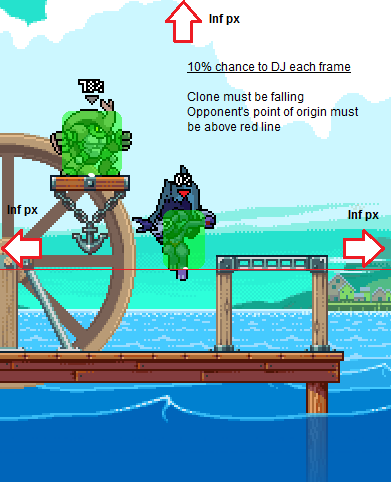 Inf px
10% chance to DJ each frame
Clone must be falling
Opponent's point of origin must
be above red line
Inf px
Inf px